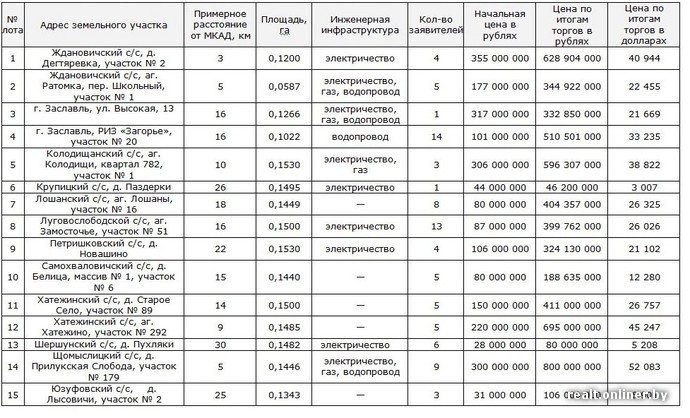 № лота | Адрес земельного участка | Примерное расстояние от МКАД, км | Площадь, га | Инженерная инфраструктура | Кол-во заявителей | Начальная цена в рублях | Цена по итогам торгов в рублях | Цена по итогам торгов в долларах
1 | Ждановичский с/с, д. Дегтяревка, участок № 2 | 3 | 0,1200 | электричество | 4 | 355 000 000 | 628 904 000 | 40 944
2 | Ждановичский с/с, аг. Ратомка, пер. Школьный, участок № 1 | 5 | 0,0587 | электричество, газ, водопровод | 5 | 177 000 000 | 344 922 000 | 22 455
3 | г. Заславль, ул. Высокая, 13 | 16 | 0,1266 | электричество, газ, водопровод | 1 | 317 000 000 | 332 850 000 | 21 669
4 | г. Заславль, РИЗ «Загорье», участок № 20 | 16 | 0,1022 | водопровод | 14 | 101 000 000 | 510 501 000 | 33 235
5 | Колодищанский с/с, аг. Колодищи, квартал 782, участок № 1 | 10 | 0,1530 | электричество, газ | 3 | 306 000 000 | 596 307 000 | 38 822
6 | Крупицкий с/с, д. Паздерки | 26 | 0,1495 | электричество | 1 | 44 000 000 | 46 200 000 | 3 007
7 | Лошанский с/с, аг. Лошаны, участок № 16 | 18 | 0,1449 | — | 8 | 80 000 000 | 404 357 000 | 26 325
8 | Луговослободской с/с, аг. Замосточье, участок № 51 | 16 | 0,1500 | электричество | 13 | 87 000 000 | 399 762 000 | 26 026
9 | Петришковский с/с, д. Новашино | 22 | 0,1530 | электричество | 4 | 106 000 000 | 324 130 000 | 21 102
10 | Самохваловичский с/с, д. Белица, массив № 1, участок № 6 | 15 | 0,1440 | — | 5 | 80 000 000 | 188 635 000 | 12 280
11 | Хатежинский с/с, д. Старое Село, участок № 89 | 14 | 0,1500 | — | 5 | 150 000 000 | 411 000 000 | 26 757
12 | Хатежинский с/с, аг. Хатежино, участок № 292 | 9 | 0,1485 | — | 5 | 220 000 000 | 695 000 000 | 45 247
13 | Шершунский с/с, д. Пухляки | 30 | 0,1482 | электричество | 6 | 28 000 000 | 80 000 000 | 5 208
14 | Щомыслицкий с/с, д. Прилукская Слобода, участок № 179 | 5 | 0,1446 | электричество, газ, водопровод | 9 | 300 000 000 | 800 000 000 | 52 083
15 | Юзуфовский с/с, д. Лысовичи, участок № 2 | 25 | 0,1343 | — | 3 | 31 000 000 | 106
realt.onliner.by